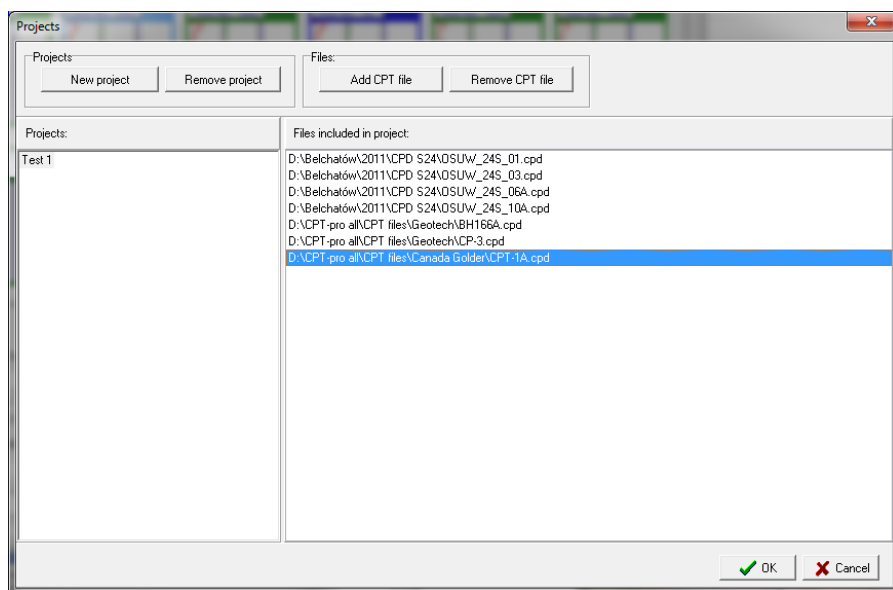 Projects
Projects
New project
Remove project
Files:
Add CPT file
Remove CPT file
Projects:
Test 1
Files included in project:
D:\Belchatów\2011\CPD S24\OSUW_24S_01.cpd
D:\Belchatów\2011\CPD S24\OSUW_24S_03.cpd
D:\Belchatów\2011\CPD S24\OSUW_24S_06A.cpd
D:\Belchatów\2011\CPD S24\OSUW_24S_10A.cpd
D:\CPT-pro all\CPT files\Geotech\BH166A.cpd
D:\CPT-pro all\CPT files\Geotech\CP-3.cpd
D:\CPT-pro all\CPT files\Canada Golder\CPT-1A.cpd
OK
Cancel